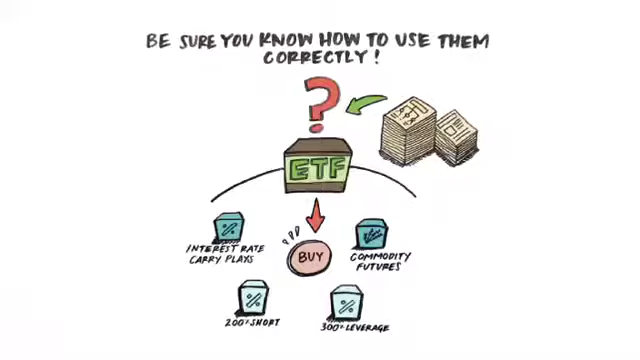 BE SURE YOU KNOW HOW TO USE THEM
CORRECTLY!
?
ETF
%
INTEREST RATE
CARRY PLAYS
BUY
COMMODITY
FUTURES
%
200% SHORT
%
300% LEVERAGE